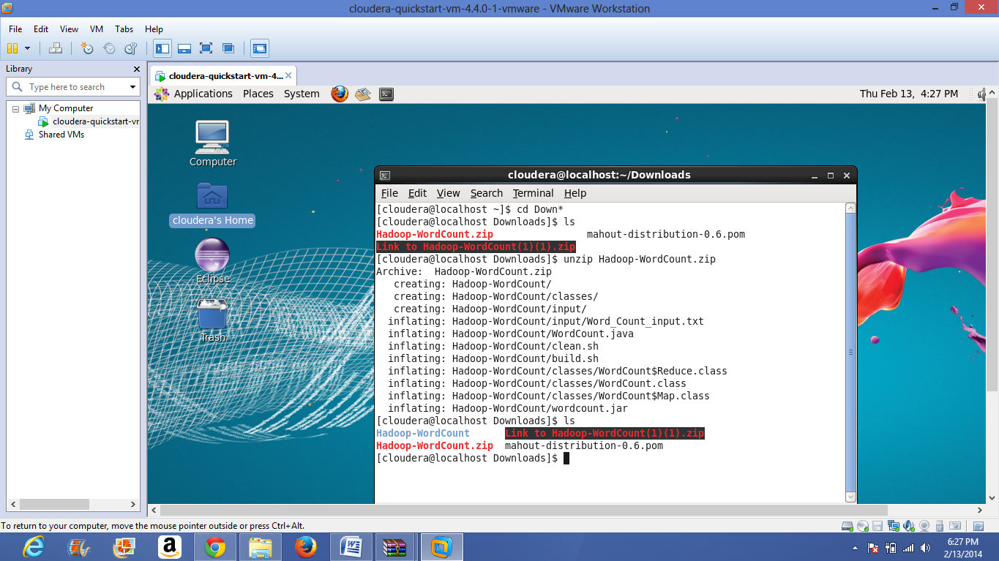 cloudera-quickstart-vm-4.4.0-1-vmware - VMware Workstation
File Edit View VM Tabs Help
Library
Type here to search
My Computer
cloudera-quickstart-vr
Shared VMs
cloudera-quickstart-vm-4...
Applications Places System
Thu Feb 13, 4:27 PM
Computer
cloudera's Home
Eclipse
Trash
cloudera@localhost:~/Downloads
File Edit View Search Terminal Help
[cloudera@localhost ~]$ cd Down*
[cloudera@localhost Downloads]$ ls
Hadoop-WordCount.zip mahout-distribution-0.6.pom
Link to Hadoop-WordCount(1)(1).zip
[cloudera@localhost Downloads]$ unzip Hadoop-WordCount.zip
Archive:  Hadoop-WordCount.zip
creating: Hadoop-WordCount/
creating: Hadoop-WordCount/classes/
creating: Hadoop-WordCount/input/
inflating: Hadoop-WordCount/input/Word_Count_input.txt
inflating: Hadoop-WordCount/WordCount.java
inflating: Hadoop-WordCount/clean.sh
inflating: Hadoop-WordCount/build.sh
inflating: Hadoop-WordCount/classes/WordCount$Reduce.class
inflating: Hadoop-WordCount/classes/WordCount.class
inflating: Hadoop-WordCount/classes/WordCount$Map.class
inflating: Hadoop-WordCount/wordcount.jar
[cloudera@localhost Downloads]$ ls
Hadoop-WordCount Link to Hadoop-WordCount(1)(1).zip
Hadoop-WordCount.zip mahout-distribution-0.6.pom
[cloudera@localhost Downloads]$
To return to your computer, move the mouse pointer outside or press Ctrl+Alt.
6:27 PM
2/13/2014